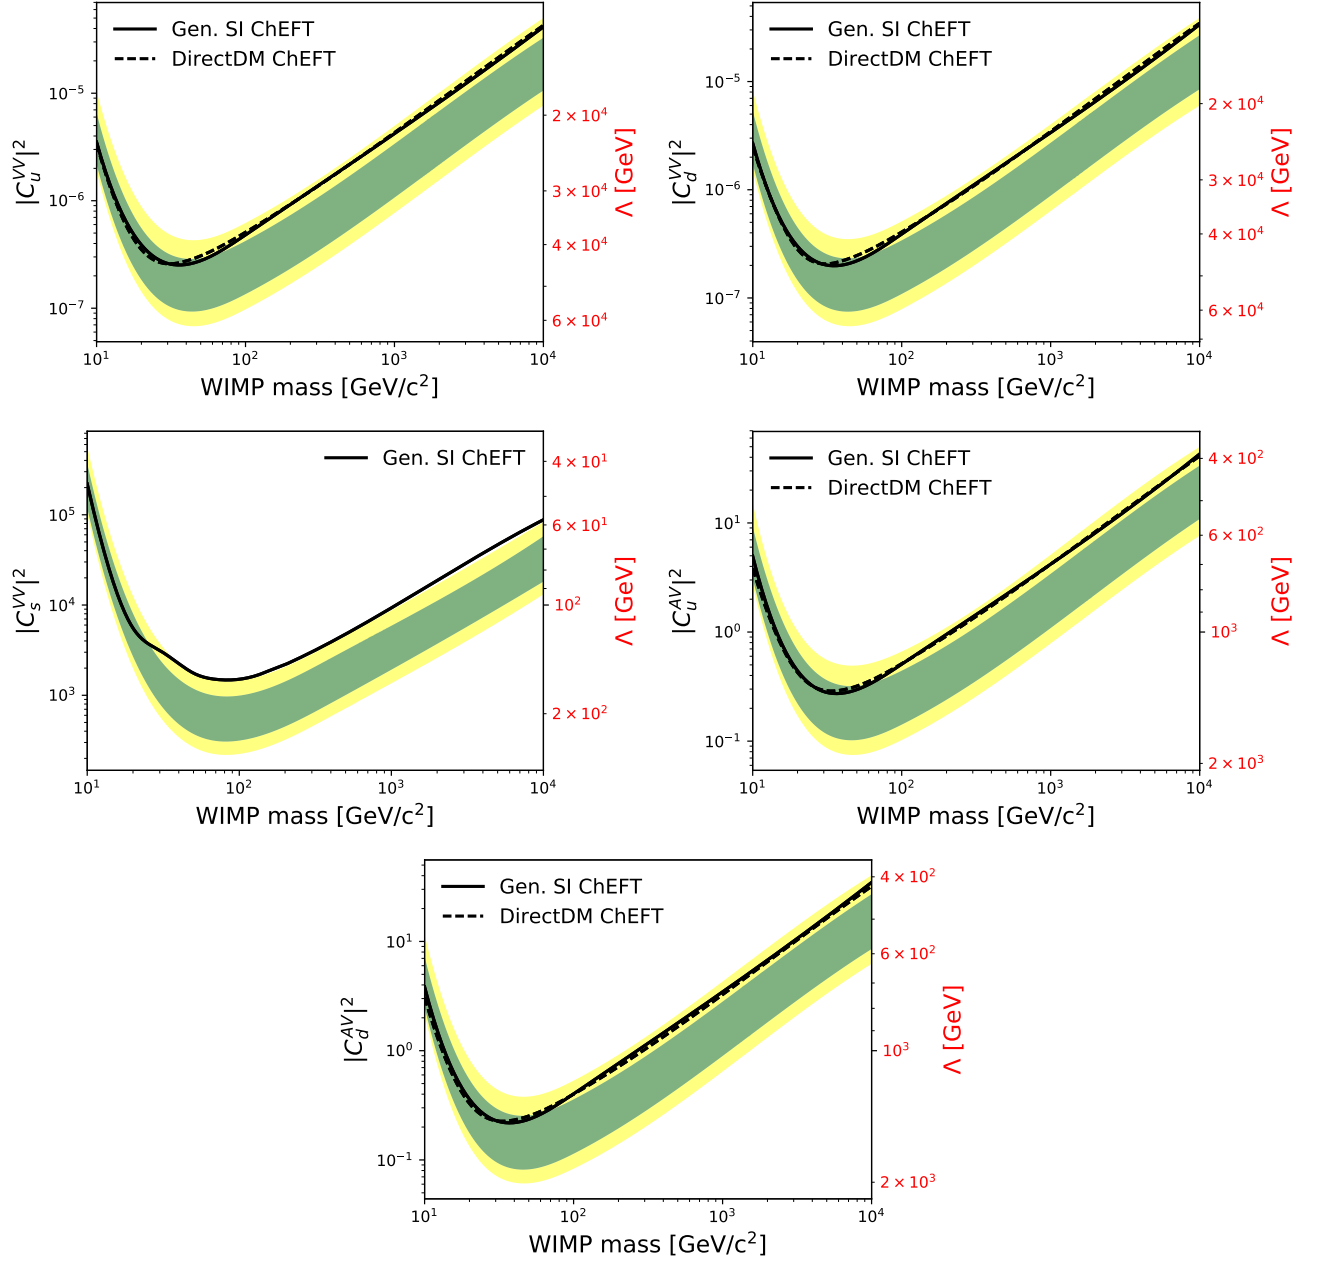 Gen. SI ChEFT
DirectDM ChEFT
|C_u^{VV}|^2
10^{-5}
10^{-6}
10^{-7}
2 × 10^4
3 × 10^4
4 × 10^4
6 × 10^4
Λ [GeV]
10^1
10^2
10^3
10^4
WIMP mass [GeV/c^2]
Gen. SI ChEFT
DirectDM ChEFT
|C_d^{VV}|^2
10^{-5}
10^{-6}
10^{-7}
2 × 10^4
3 × 10^4
4 × 10^4
6 × 10^4
Λ [GeV]
10^1
10^2
10^3
10^4
WIMP mass [GeV/c^2]
Gen. SI ChEFT
|C_s^{VV}|^2
10^5
10^4
10^3
4 × 10^1
6 × 10^1
10^2
2 × 10^2
Λ [GeV]
10^1
10^2
10^3
10^4
WIMP mass [GeV/c^2]
Gen. SI ChEFT
DirectDM ChEFT
|C_u^{AV}|^2
10^1
10^0
10^{-1}
4 × 10^2
6 × 10^2
10^3
2 × 10^3
Λ [GeV]
10^1
10^2
10^3
10^4
WIMP mass [GeV/c^2]
Gen. SI ChEFT
DirectDM ChEFT
|C_d^{AV}|^2
10^1
10^0
10^{-1}
4 × 10^2
6 × 10^2
10^3
2 × 10^3
Λ [GeV]
10^1
10^2
10^3
10^4
WIMP mass [GeV/c^2]